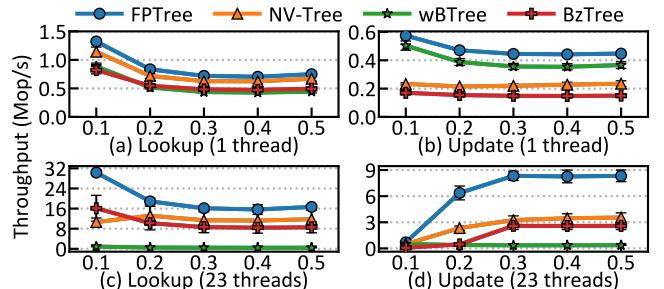 FPTree NV-Tree wBTree BzTree
Throughput (Mop/s)
1.5
1.0
0.5
0.0
0.1 0.2 0.3 0.4 0.5
(a) Lookup (1 thread)
0.6
0.4
0.2
0.0
0.1 0.2 0.3 0.4 0.5
(b) Update (1 thread)
32
24
16
8
0
0.1 0.2 0.3 0.4 0.5
(c) Lookup (23 threads)
9
6
3
0
0.1 0.2 0.3 0.4 0.5
(d) Update (23 threads)